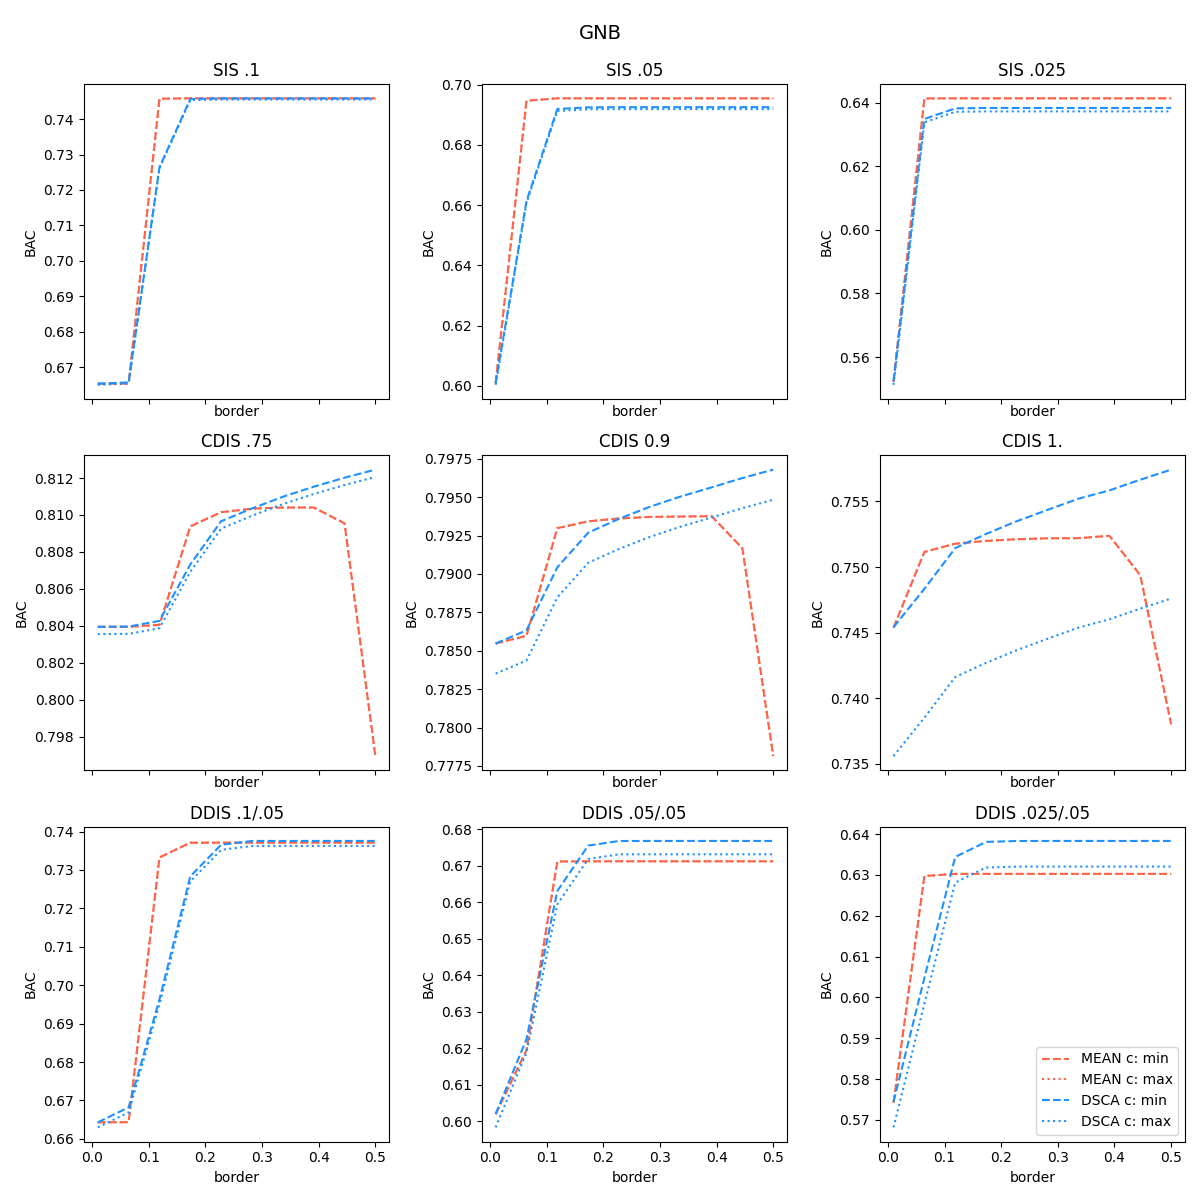 GNB
SIS .1
SIS .05
SIS .025
0.74
0.73
0.72
0.71
0.70
0.69
0.68
0.67
BAC
border
0.70
0.68
0.66
0.64
0.62
0.60
BAC
border
0.64
0.62
0.60
0.58
0.56
BAC
border
CDIS .75
CDIS 0.9
CDIS 1.
0.812
0.810
0.808
0.806
0.804
0.802
0.800
0.798
BAC
border
0.7975
0.7950
0.7925
0.7900
0.7875
0.7850
0.7825
0.7800
0.7775
BAC
border
0.755
0.750
0.745
0.740
0.735
BAC
border
DDIS .1/.05
DDIS .05/.05
DDIS .025/.05
0.74
0.73
0.72
0.71
0.70
0.69
0.68
0.67
0.66
BAC
0.0 0.1 0.2 0.3 0.4 0.5
border
0.68
0.67
0.66
0.65
0.64
0.63
0.62
0.61
0.60
BAC
0.0 0.1 0.2 0.3 0.4 0.5
border
0.64
0.63
0.62
0.61
0.60
0.59
0.58
0.57
BAC
0.0 0.1 0.2 0.3 0.4 0.5
border
MEAN c: min
MEAN c: max
DSCA c: min
DSCA c: max